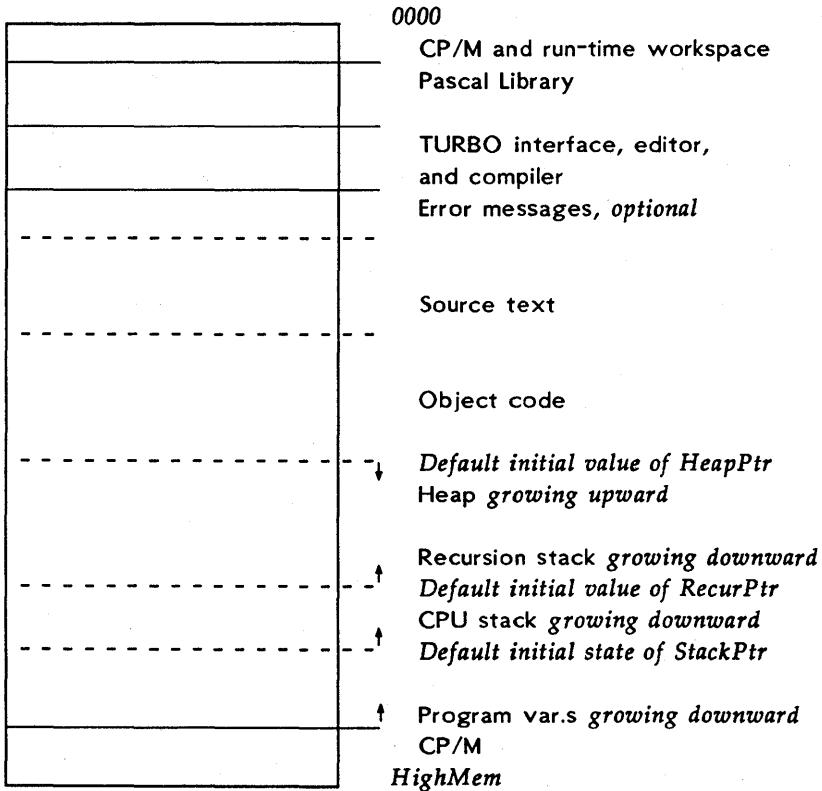 0000
CP/M and run-time workspace
Pascal Library
TURBO interface, editor,
and compiler
Error messages, optional
Source text
Object code
Default initial value of HeapPtr
Heap growing upward
Recursion stack growing downward
Default initial value of RecurPtr
CPU stack growing downward
Default initial state of StackPtr
Program var.s growing downward
CP/M
HighMem